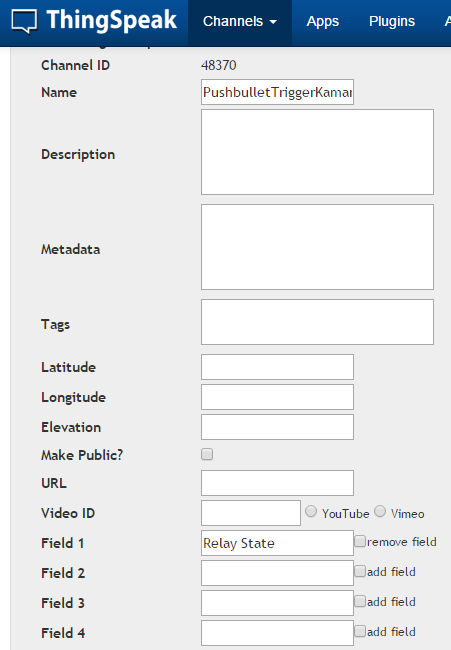 ThingSpeak Channels Apps Plugins
Channel ID 48370
Name PushbulletTriggerKamar
Description
Metadata
Tags
Latitude
Longitude
Elevation
Make Public?
URL
Video ID YouTube Vimeo
Field 1 Relay State remove field
Field 2 add field
Field 3 add field
Field 4 add field